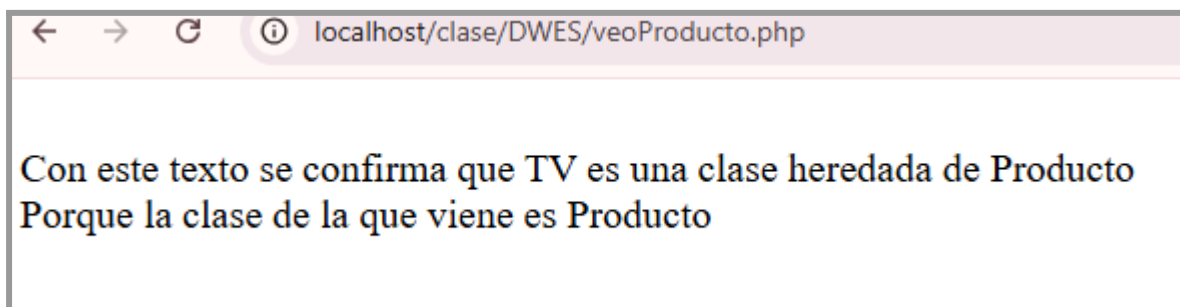 localhost/clase/DWES/veoProducto.php
Con este texto se confirma que TV es una clase heredada de Producto
Porque la clase de la que viene es Producto